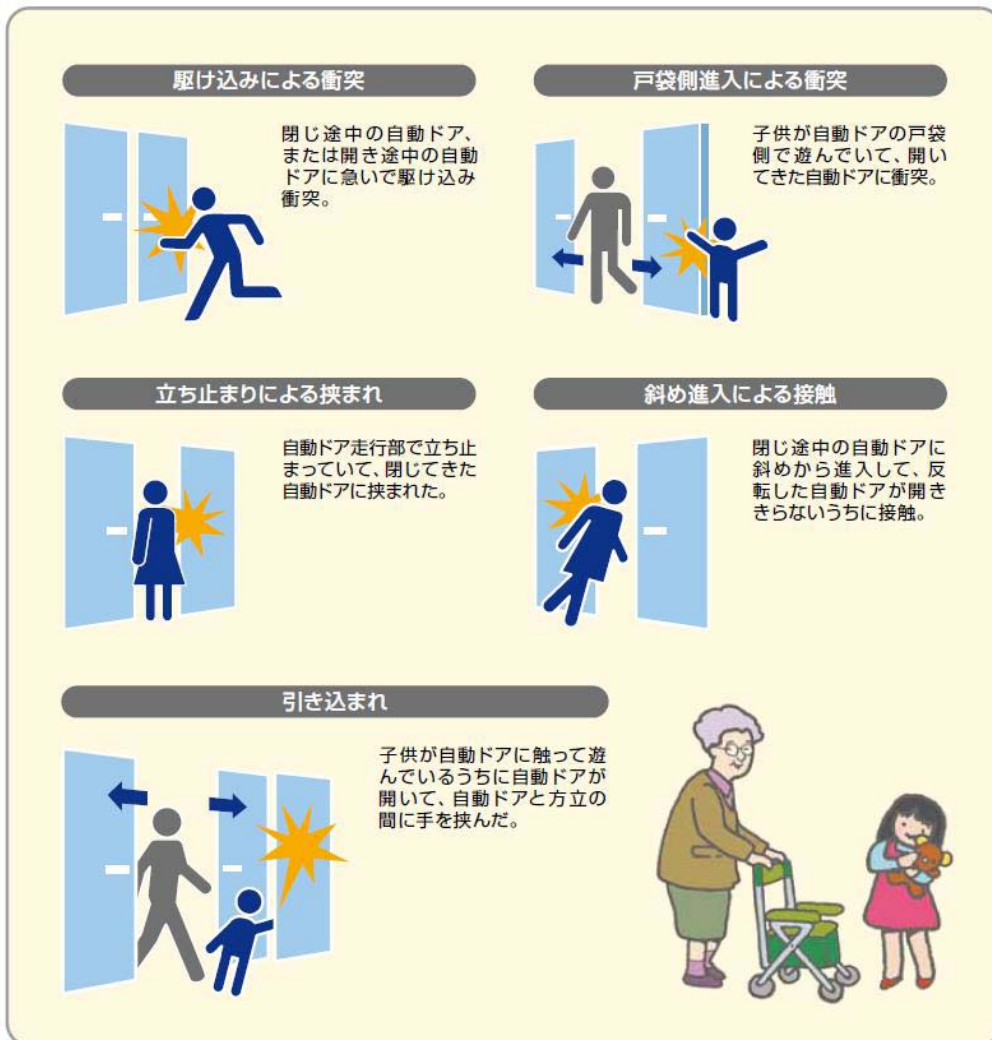 駆け込みによる衝突
閉じ途中の自動ドア、
または開き途中の自動
ドアに急いで駆け込み
衝突。
戸袋側進入による衝突
子供が自動ドアの戸袋
側で遊んでいて、開い
てきた自動ドアに衝突。
立ち止まりによる挟まれ
自動ドア走行部で立ち止
まっていて、閉じてきた
自動ドアに挟まれた。
斜め進入による接触
閉じ途中の自動ドアに
斜めから進入して、反
転した自動ドアが開き
きらないうちに接触。
引き込まれ
子供が自動ドアに触って遊
んでいるうちに自動ドアが
開いて、自動ドアと方立の
間に手を挟んだ。